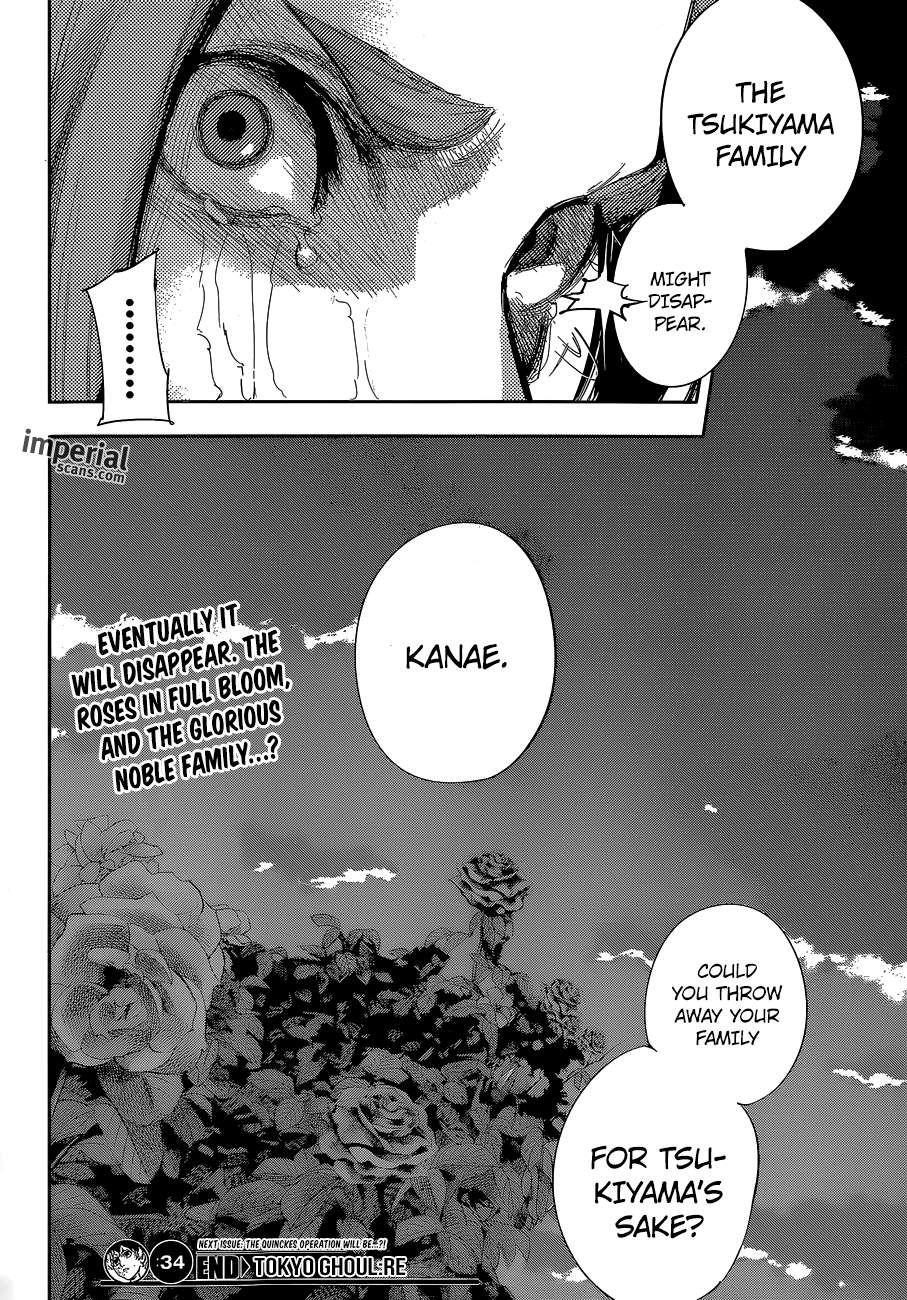 THE
TSUKIYAMA
FAMILY
MIGHT
DISAP-
PEAR.
........
imperial
scans.com
KANAE.
EVENTUALLY IT
WILL DISAPPEAR. THE
ROSES IN FULL BLOOM,
AND THE GLORIOUS
NOBLE FAMILY...?
COULD
YOU THROW
AWAY YOUR
FAMILY
FOR TSU-
KIYAMA'S
SAKE?
NEXT ISSUE: THE QUINCKES OPERATION WILL BE...?!
:34
END TOKYO GHOUL:RE